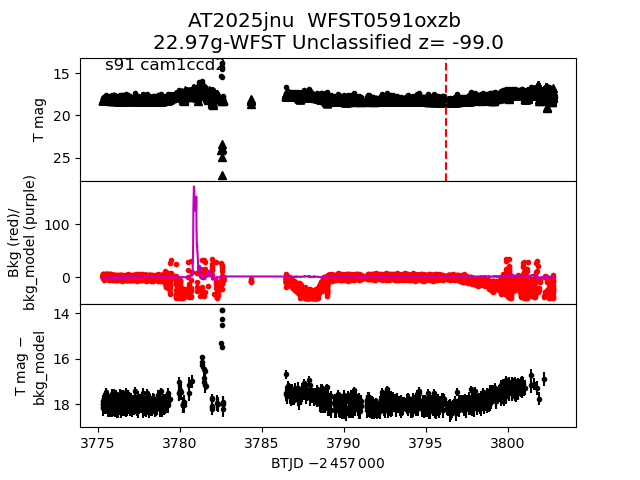 AT2025jnu  WFST0591oxzb
22.97g-WFST Unclassified z= -99.0
s91 cam1ccd2
T mag
15
20
25
Bkg (red)/
bkg_model (purple)
100
0
T mag −
bkg_model
14
16
18
3775 3780 3785 3790 3795 3800
BTJD −2 457 000